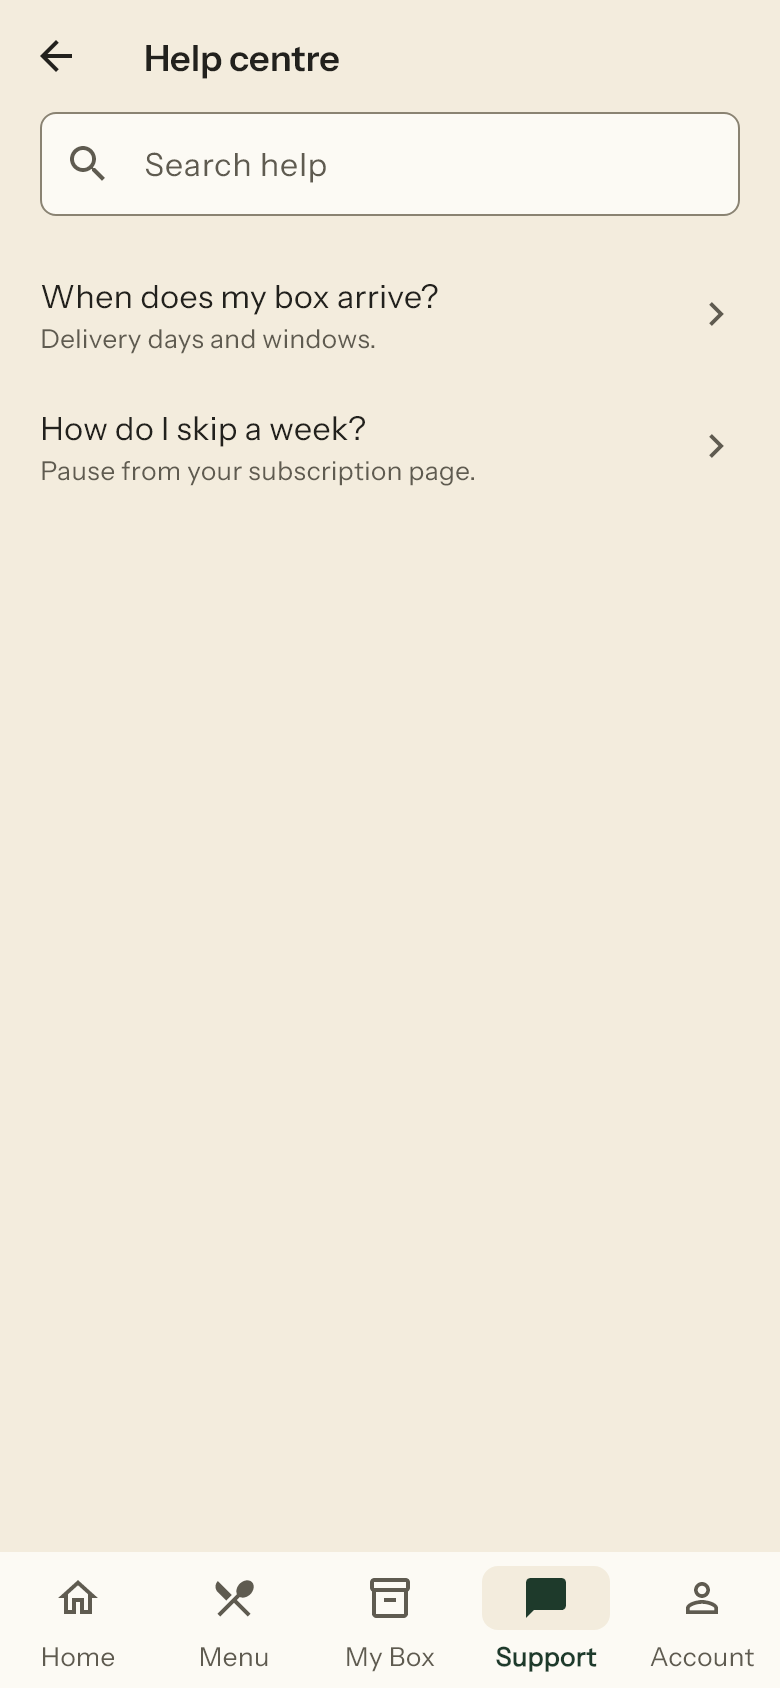 Help centre
Search help
When does my box arrive?
Delivery days and windows.
How do I skip a week?
Pause from your subscription page.
Home
Menu
My Box
Support
Account